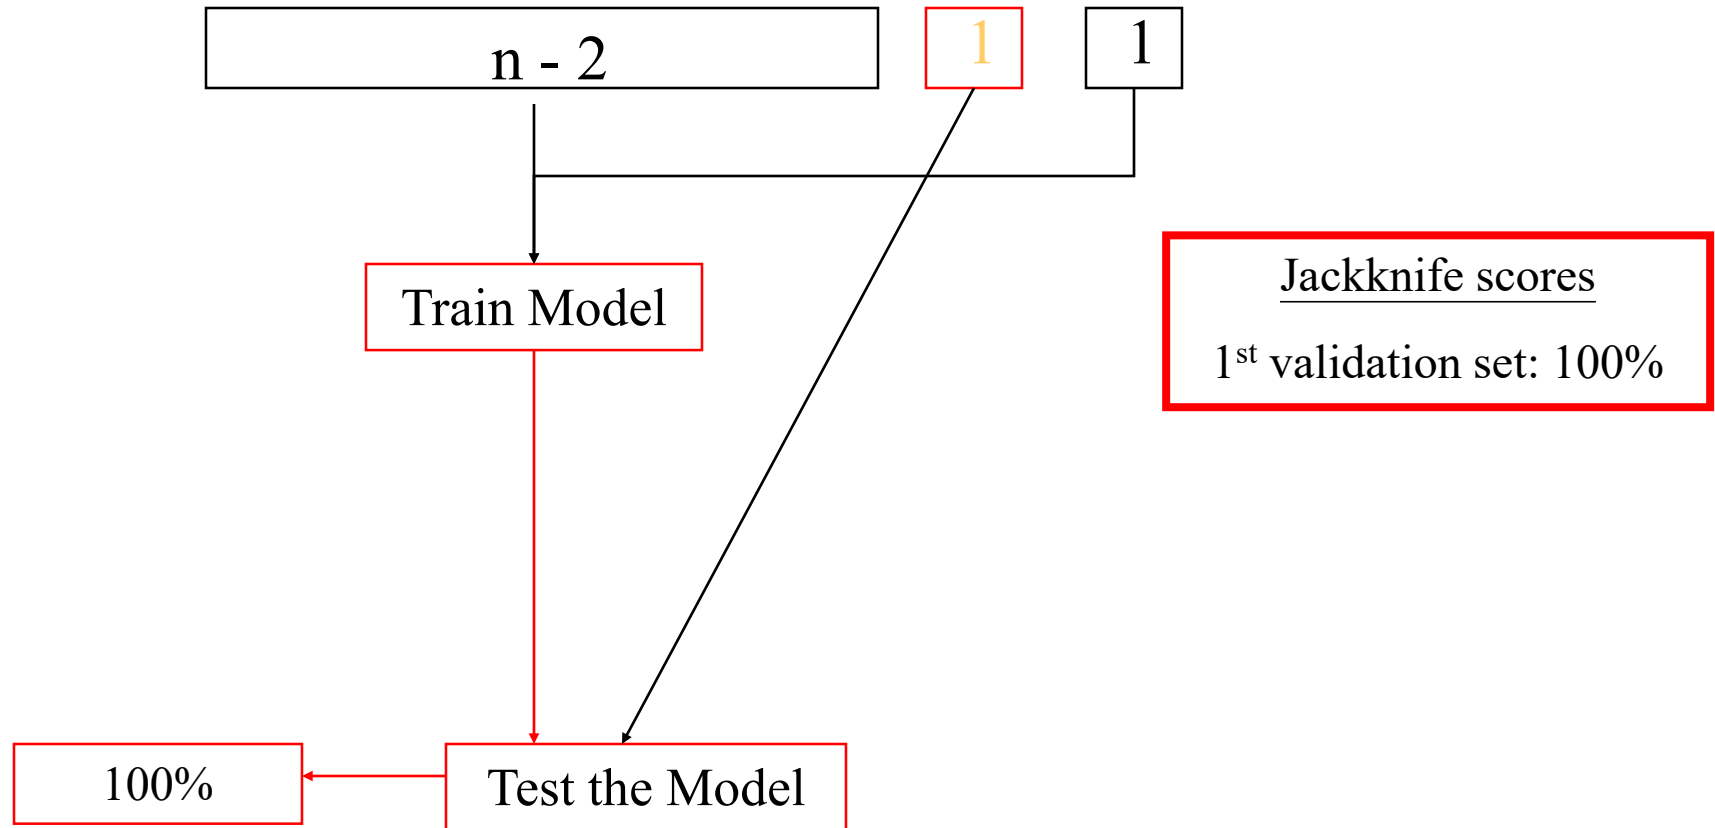 n - 2
1
1
Train Model
Jackknife scores
1st validation set: 100%
100%
Test the Model